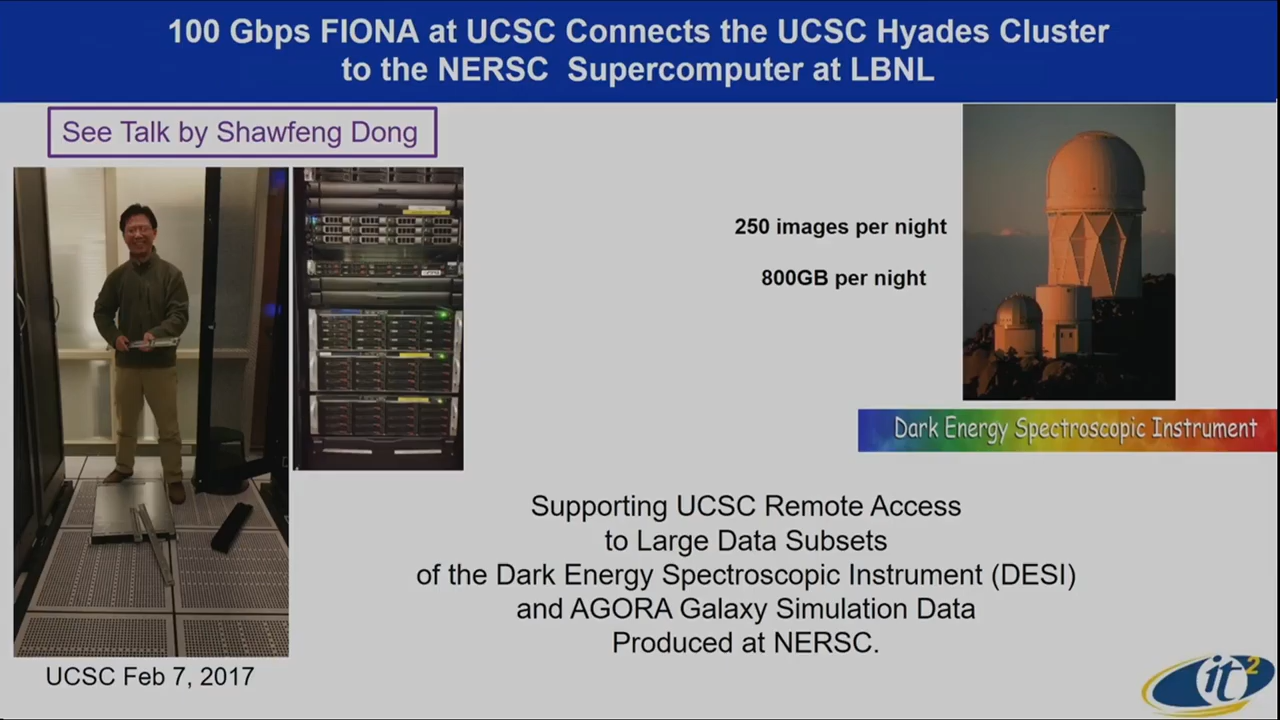 100 Gbps FIONA at UCSC Connects the UCSC Hyades Cluster
to the NERSC Supercomputer at LBNL
See Talk by Shawfeng Dong
250 images per night
800GB per night
Dark Energy Spectroscopic Instrument
Supporting UCSC Remote Access
to Large Data Subsets
of the Dark Energy Spectroscopic Instrument (DESI)
and AGORA Galaxy Simulation Data
Produced at NERSC.
UCSC Feb 7, 2017
it2